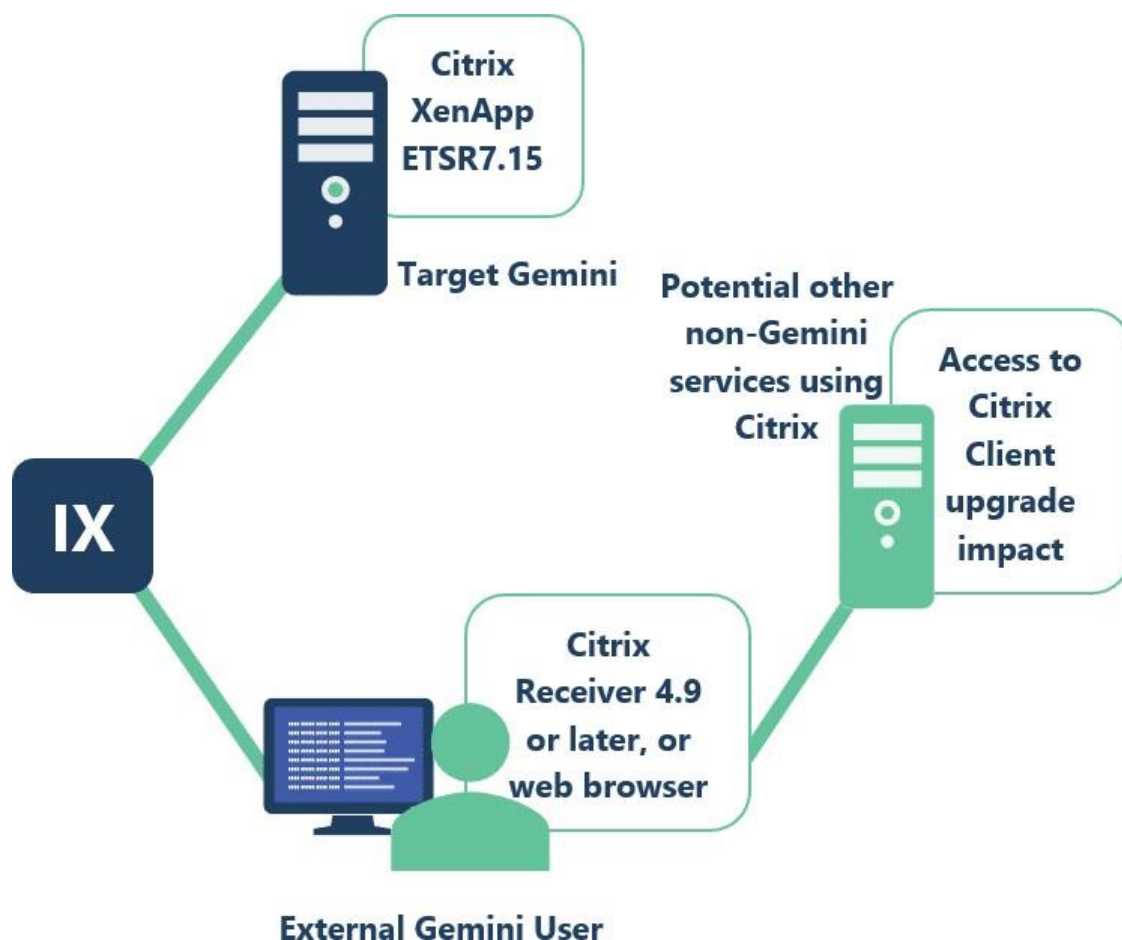 Citrix
XenApp
ETSR7.15
Target Gemini
Potential other
non-Gemini
services using
Citrix
Access to
Citrix
Client
upgrade
impact
IX
Citrix
Receiver 4.9
or later, or
web browser
External Gemini User